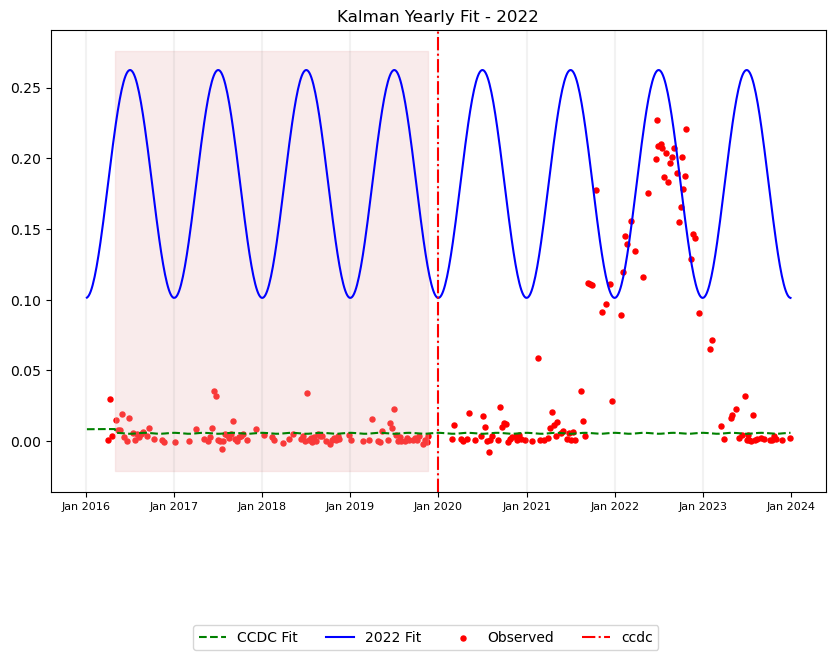 Kalman Yearly Fit - 2022
0.25
0.20
0.15
0.10
0.05
0.00
Jan 2016 Jan 2017 Jan 2018 Jan 2019 Jan 2020 Jan 2021 Jan 2022 Jan 2023 Jan 2024
CCDC Fit 2022 Fit Observed ccdc